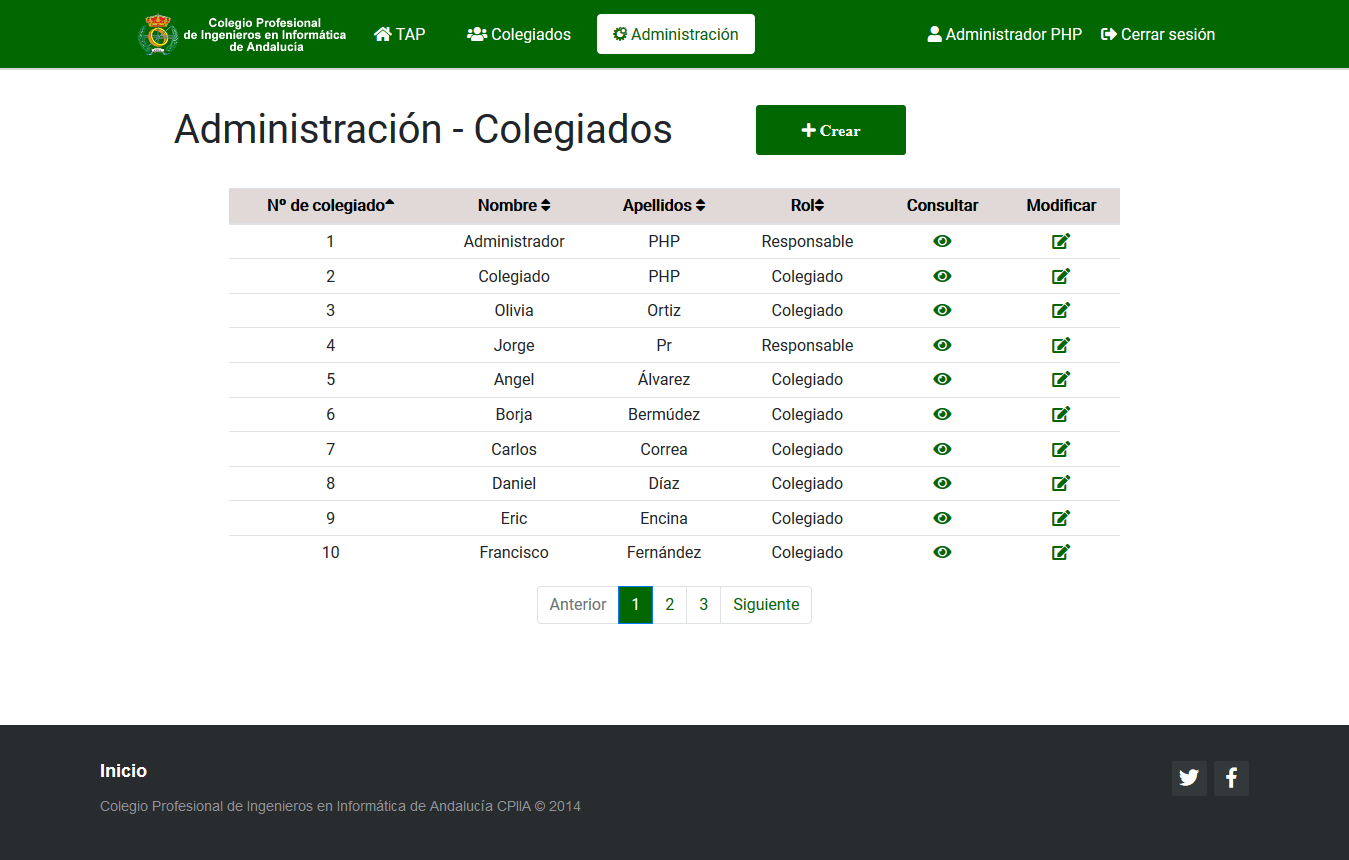 Colegio Profesional
de Ingenieros en Informática
de Andalucía
TAP Colegiados Administración Administrador PHP Cerrar sesión
Administración - Colegiados Crear
Nº de colegiado Nombre Apellidos Rol Consultar Modificar
1 Administrador PHP Responsable
2 Colegiado PHP Colegiado
3 Olivia Ortiz Colegiado
4 Jorge Pr Responsable
5 Angel Álvarez Colegiado
6 Borja Bermúdez Colegiado
7 Carlos Correa Colegiado
8 Daniel Díaz Colegiado
9 Eric Encina Colegiado
10 Francisco Fernández Colegiado
Anterior 1 2 3 Siguiente
Inicio
Colegio Profesional de Ingenieros en Informática de Andalucía CPIIA © 2014